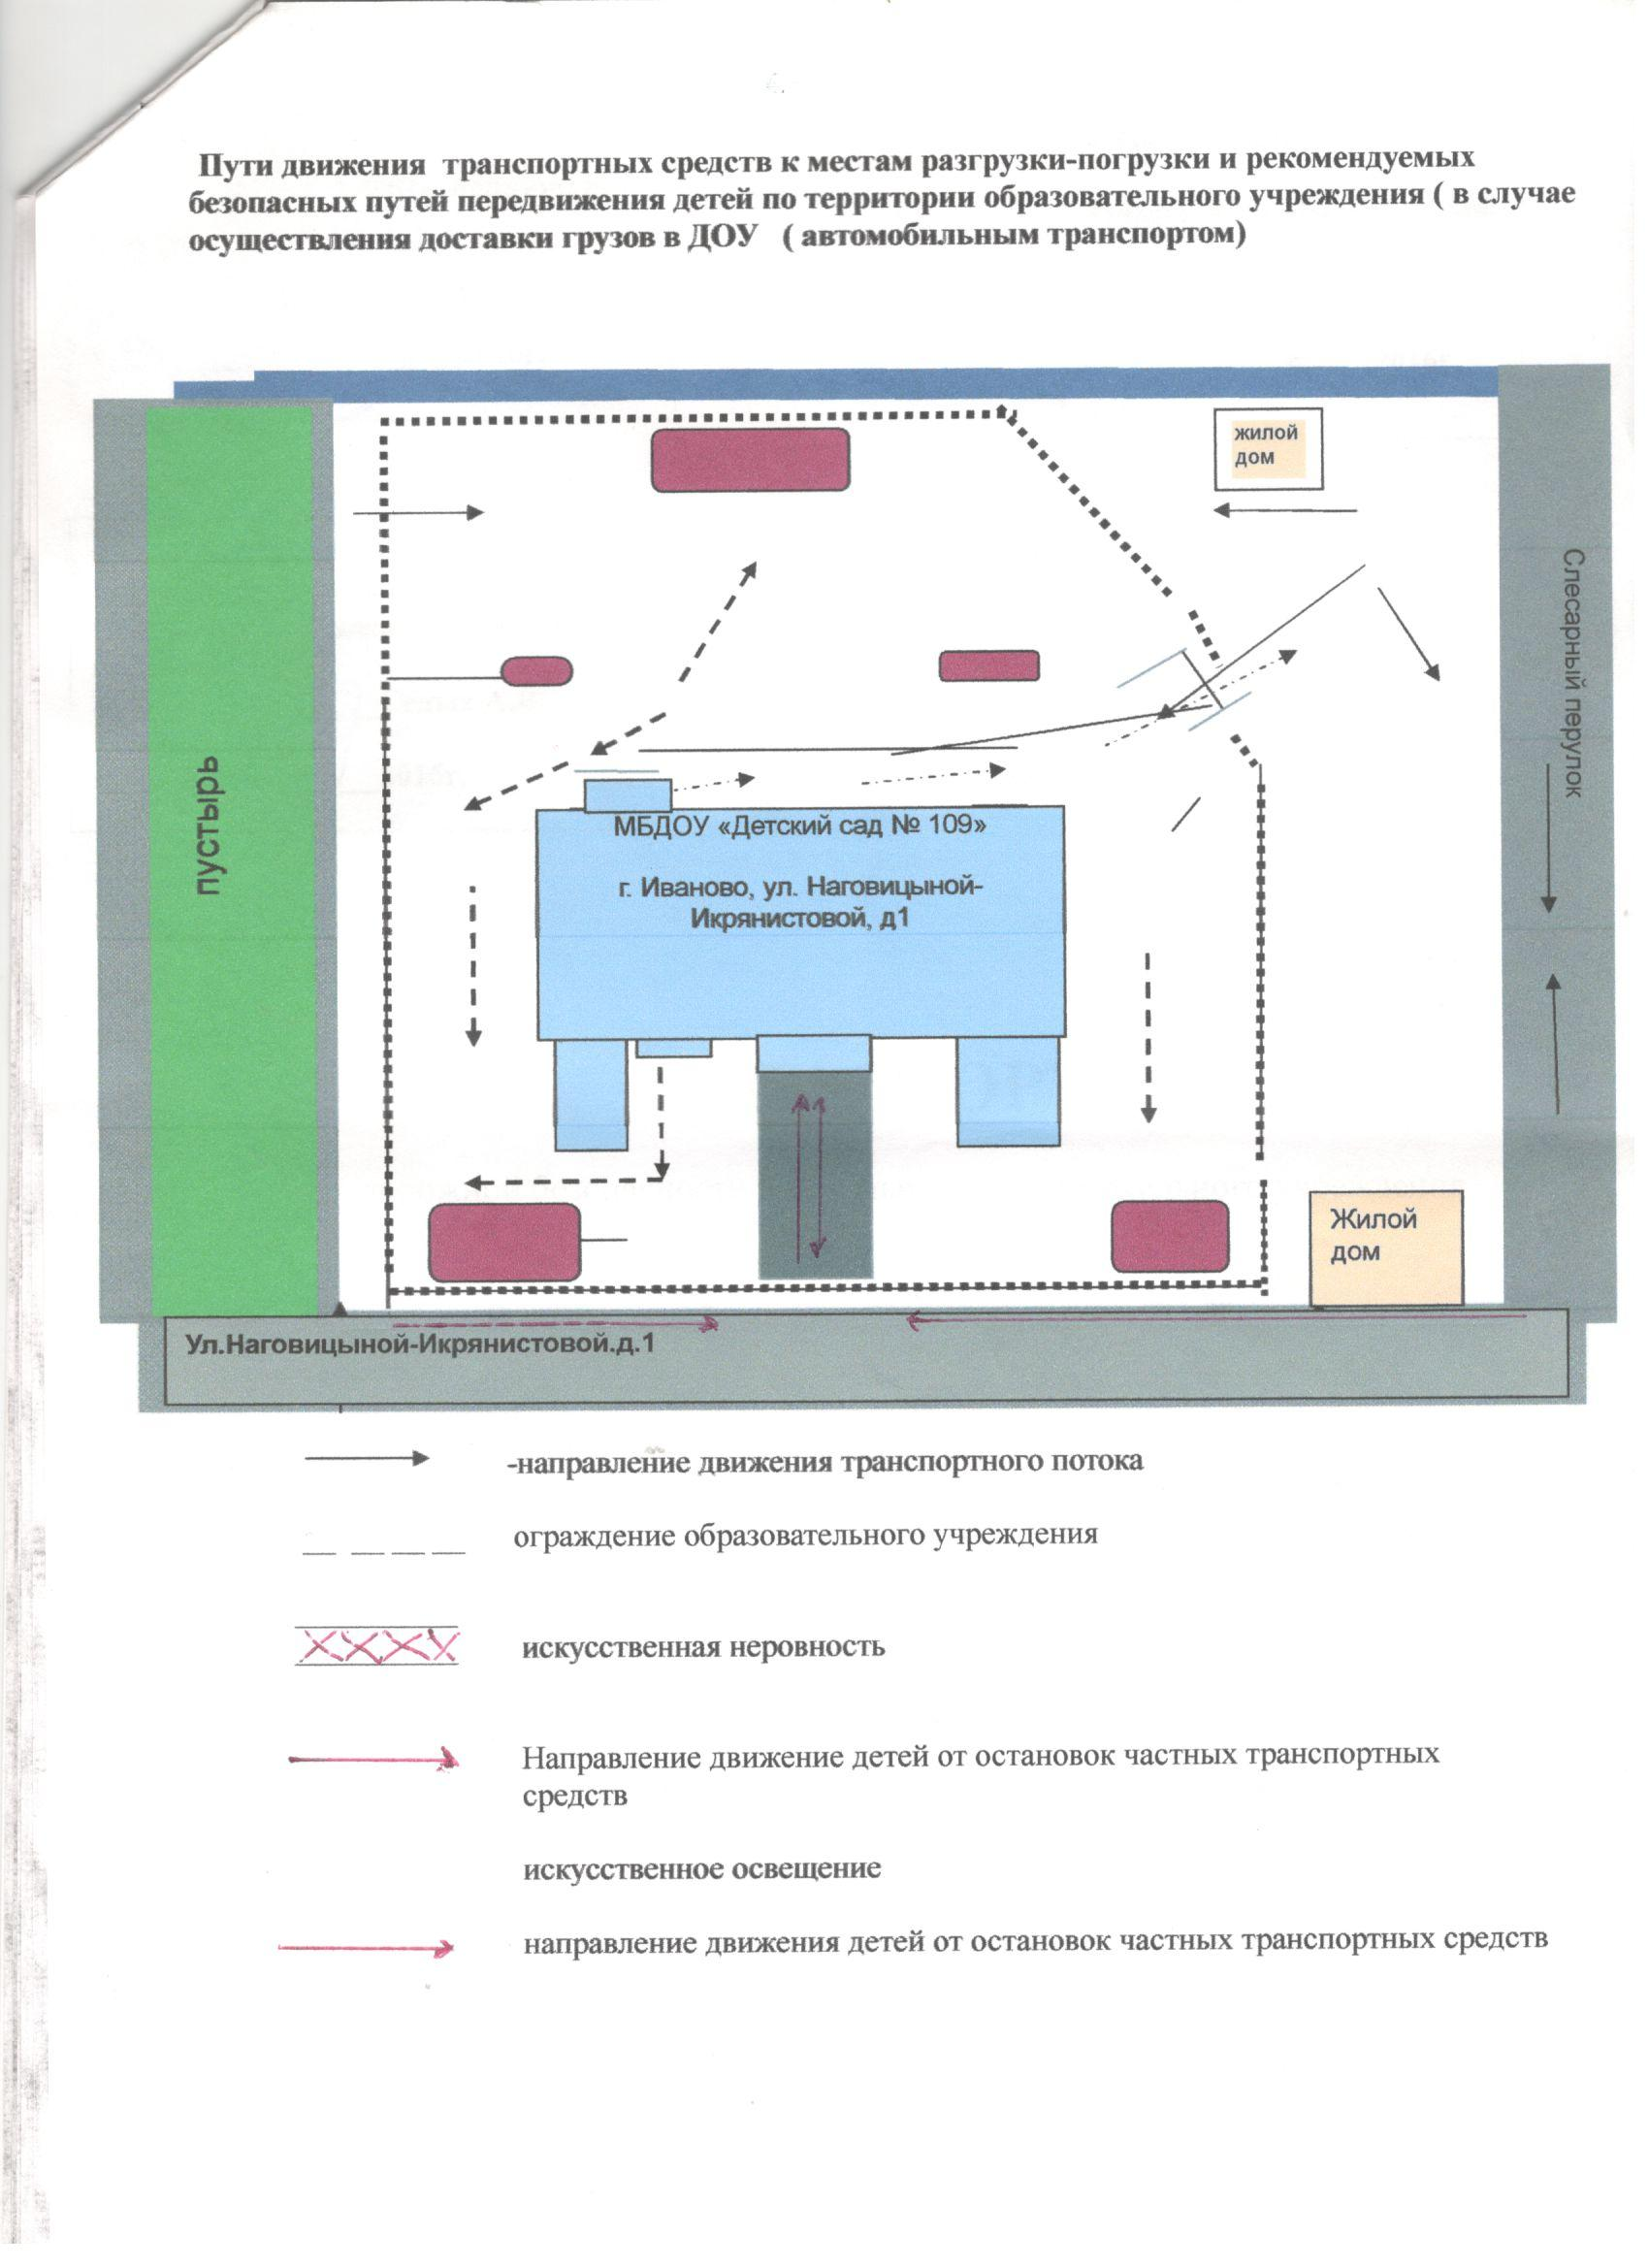 Пути движения транспортных средств к местам разгрузки-погрузки и рекомендуемых
безопасных путей передвижения детей по территории образовательного учреждения ( в случае
осуществления доставки грузов в ДОУ ( автомобильным транспортом)
жилой
дом
Слесарный перулок
пустырь
МБДОУ «Детский сад № 109»
г. Иваново, ул. Наговицыной-
Икрянистовой, д1
Жилой
дом
Ул.Наговицыной-Икрянистовой.д.1
-направление движения транспортного потока
ограждение образовательного учреждения
искусственная неровность
Направление движение детей от остановок частных транспортных
средств
искусственное освещение
направление движения детей от остановок частных транспортных средств